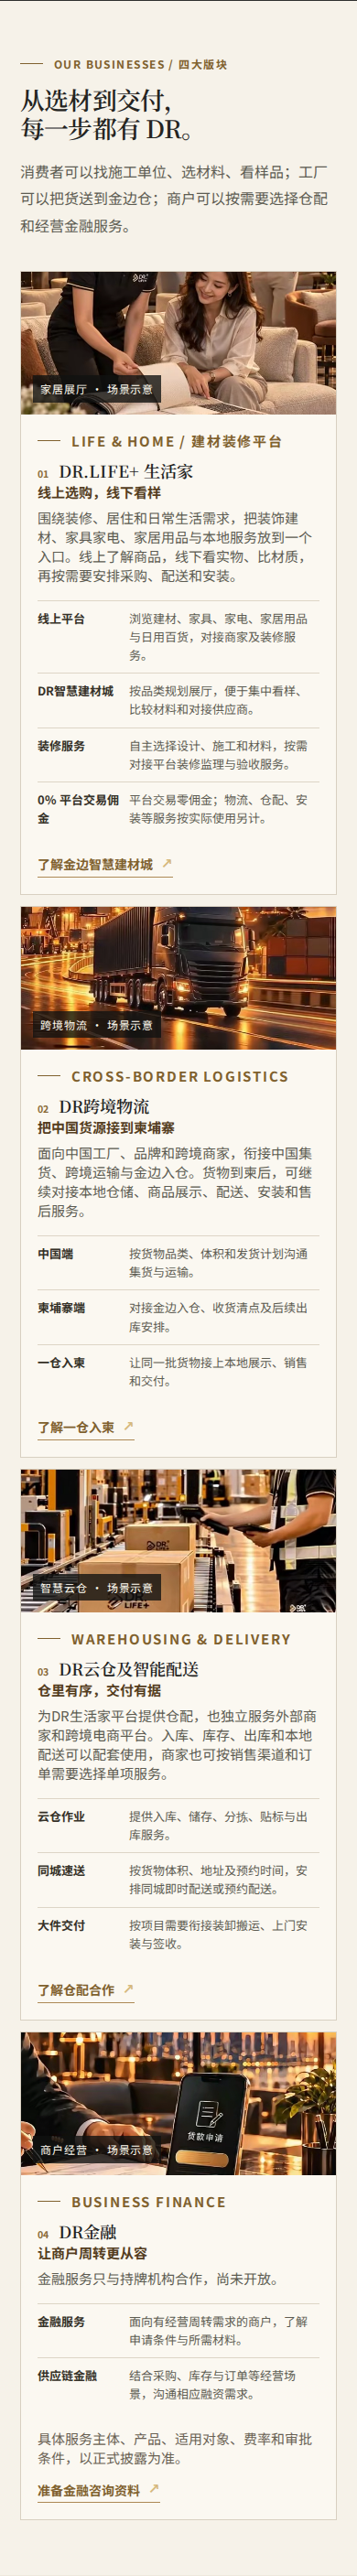 OUR BUSINESSES / 四大版块
从选材到交付，
每一步都有 DR。
消费者可以找施工单位、选材料、看样品；工厂
可以把货送到金边仓；商户可以按需要选择仓配
和经营金融服务。
家居展厅 · 场景示意
LIFE & HOME / 建材装修平台
01 DR.LIFE+ 生活家
线上选购，线下看样
围绕装修、居住和日常生活需求，把装饰建
材、家具家电、家居用品与本地服务放到一个
入口。线上了解商品，线下看实物、比材质，
再按需要安排采购、配送和安装。
线上平台 浏览建材、家具、家电、家居用品
与日用百货，对接商家及装修服
务。
DR智慧建材城 按品类规划展厅，便于集中看样、
比较材料和对接供应商。
装修服务 自主选择设计、施工和材料，按需
对接平台装修监理与验收服务。
0% 平台交易佣 平台交易零佣金；物流、仓配、安
金 装等服务按实际使用另计。
了解金边智慧建材城 ↗
跨境物流 · 场景示意
CROSS-BORDER LOGISTICS
02 DR跨境物流
把中国货源接到柬埔寨
面向中国工厂、品牌和跨境商家，衔接中国集
货、跨境运输与金边入仓。货物到柬后，可继
续对接本地仓储、商品展示、配送、安装和售
后服务。
中国端 按货物品类、体积和发货计划沟通
集货与运输。
柬埔寨端 对接金边入仓、收货清点及后续出
库安排。
一仓入柬 让同一批货物接上本地展示、销售
和交付。
了解一仓入柬 ↗
DR
DR
LIFE+
智慧云仓 · 场景示意
WAREHOUSING & DELIVERY
03 DR云仓及智能配送
仓里有序，交付有据
为DR生活家平台提供仓配，也独立服务外部商
家和跨境电商平台。入库、库存、出库和本地
配送可以配套使用，商家也可按销售渠道和订
单需要选择单项服务。
云仓作业 提供入库、储存、分拣、贴标与出
库服务。
同城速送 按货物体积、地址及预约时间，安
排同城即时配送或预约配送。
大件交付 按项目需要衔接装卸搬运、上门安
装与签收。
了解仓配合作 ↗
贷款申请
商户经营 · 场景示意
BUSINESS FINANCE
04 DR金融
让商户周转更从容
金融服务只与持牌机构合作，尚未开放。
金融服务 面向有经营周转需求的商户，了解
申请条件与所需材料。
供应链金融 结合采购、库存与订单等经营场
景，沟通相应融资需求。
具体服务主体、产品、适用对象、费率和审批
条件，以正式披露为准。
准备金融咨询资料 ↗